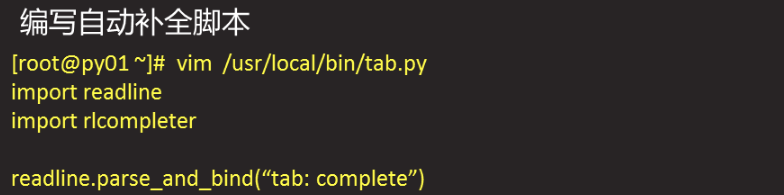 编写自动补全脚本
[root@py01 ~]# vim /usr/local/bin/tab.py
import readline
import rlcompleter
readline.parse_and_bind(“tab: complete”)